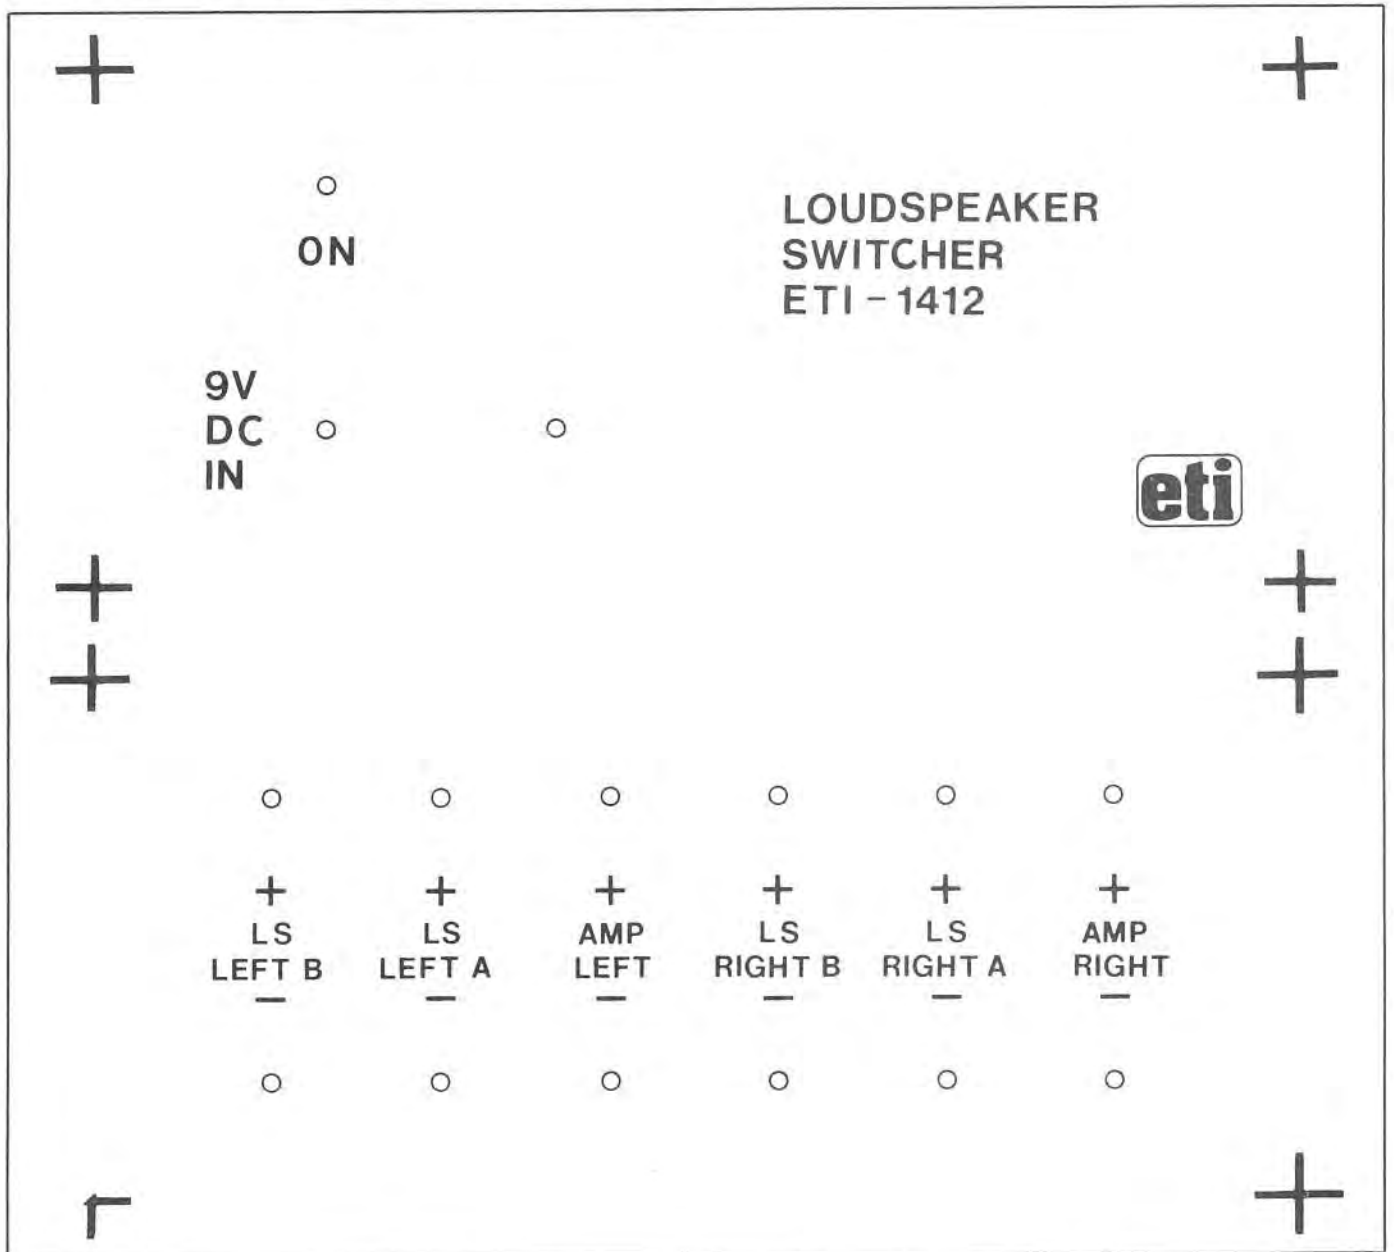 ON
LOUDSPEAKER
SWITCHER
ETI - 1412
9V
DC
IN
eti
+ + + + + +
LS LS AMP LS LS AMP
LEFT B LEFT A LEFT RIGHT B RIGHT A RIGHT
- - - - - -